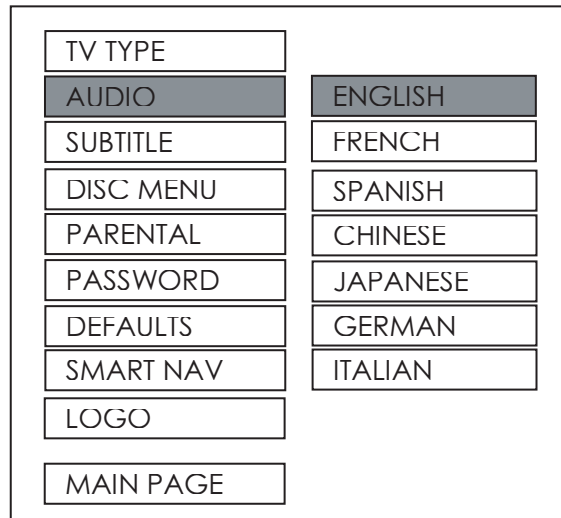 TV TYPE
AUDIO
SUBTITLE
DISC MENU
PARENTAL
PASSWORD
DEFAULTS
SMART NAV
LOGO
MAIN PAGE
ENGLISH
FRENCH
SPANISH
CHINESE
JAPANESE
GERMAN
ITALIAN